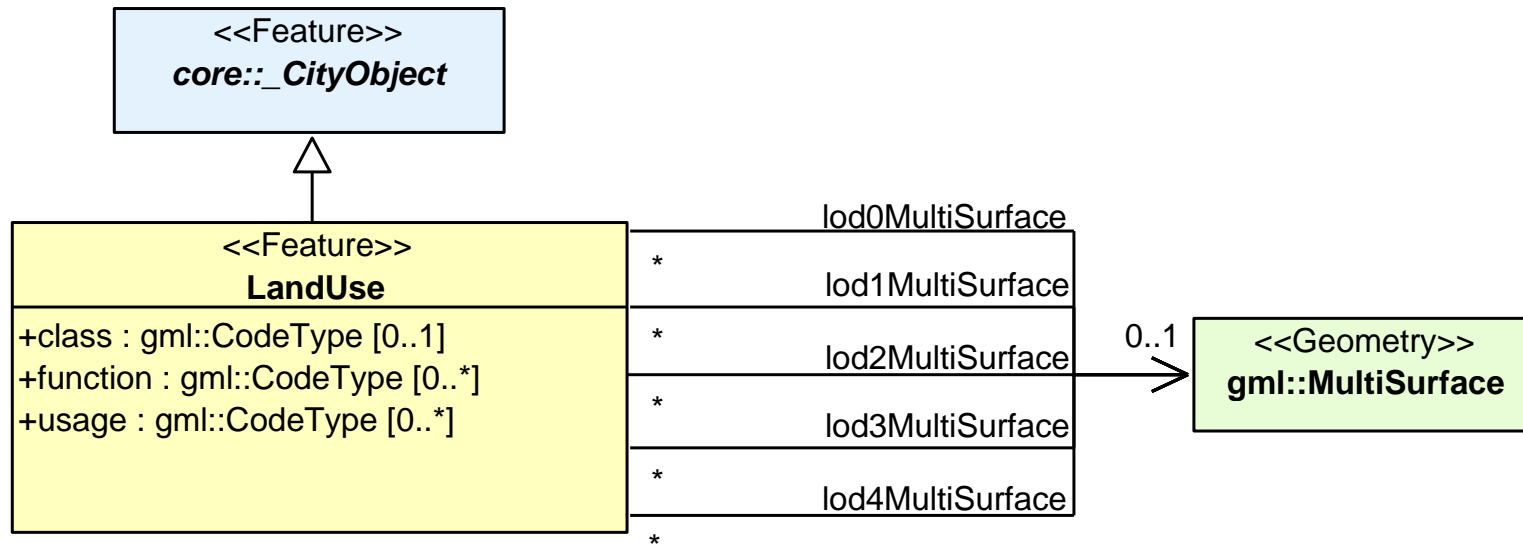 <<Feature>>
core::_CityObject
<<Feature>>
LandUse
+class : gml::CodeType [0..1]
+function : gml::CodeType [0..*]
+usage : gml::CodeType [0..*]
lod0MultiSurface
*
lod1MultiSurface
*
lod2MultiSurface
*
lod3MultiSurface
*
lod4MultiSurface
*
0..1
<<Geometry>>
gml::MultiSurface